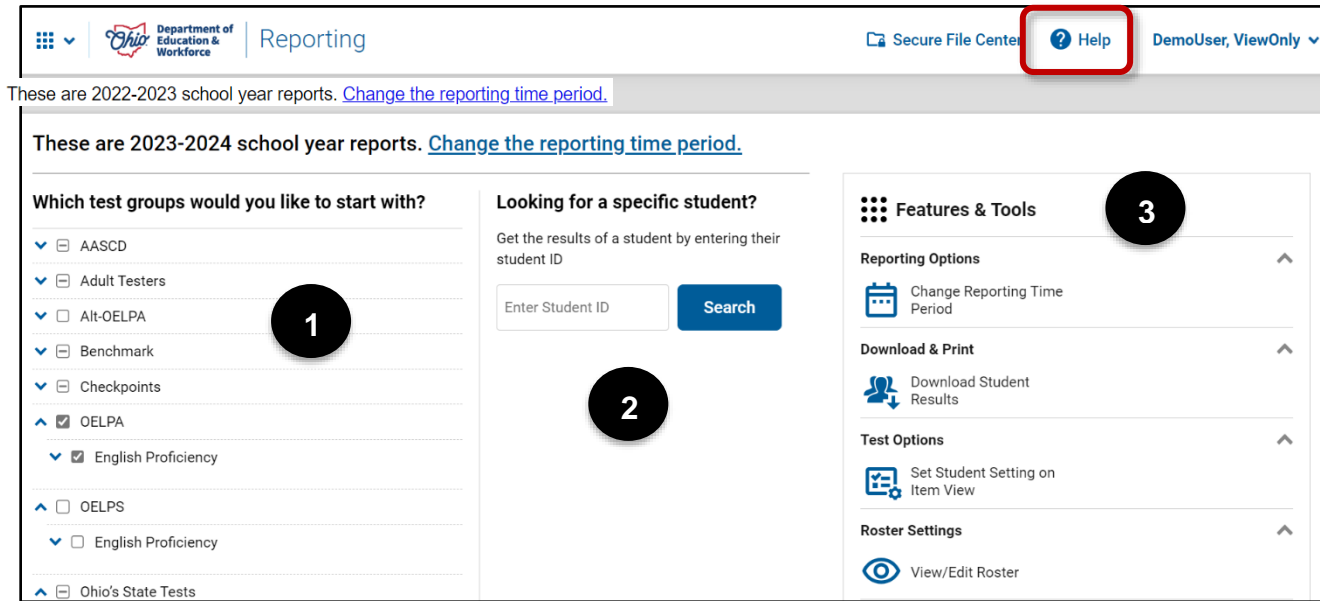 Ohio
Department of
Education &
Workforce
Reporting
Secure File Center
Help
DemoUser, ViewOnly
These are 2022-2023 school year reports. Change the reporting time period.
These are 2023-2024 school year reports. Change the reporting time period.
Which test groups would you like to start with?
AASCD
Adult Testers
Alt-OELPA
Benchmark
Checkpoints
OELPA
English Proficiency
OELPS
English Proficiency
Ohio's State Tests
1
Looking for a specific student?
Get the results of a student by entering their
student ID
Enter Student ID
Search
2
Features & Tools
3
Reporting Options
Change Reporting Time
Period
Download & Print
Download Student
Results
Test Options
Set Student Setting on
Item View
Roster Settings
View/Edit Roster